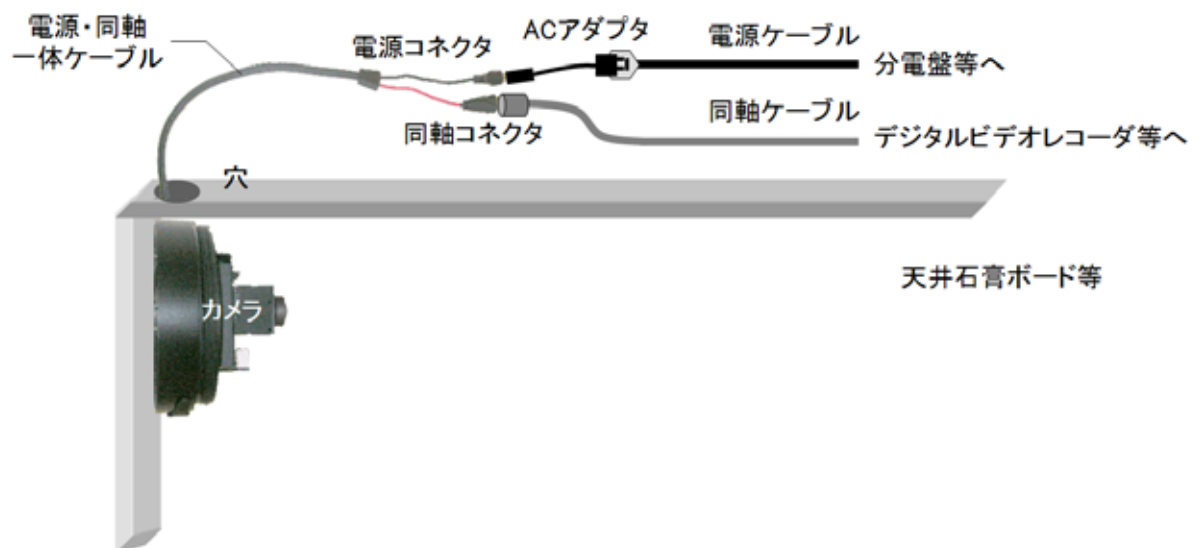 電源・同軸
一体ケーブル
電源コネクタ
ACアダプタ
電源ケーブル
分電盤等へ
同軸コネクタ
同軸ケーブル
デジタルビデオレコーダ等へ
穴
天井石膏ボード等
カメラ